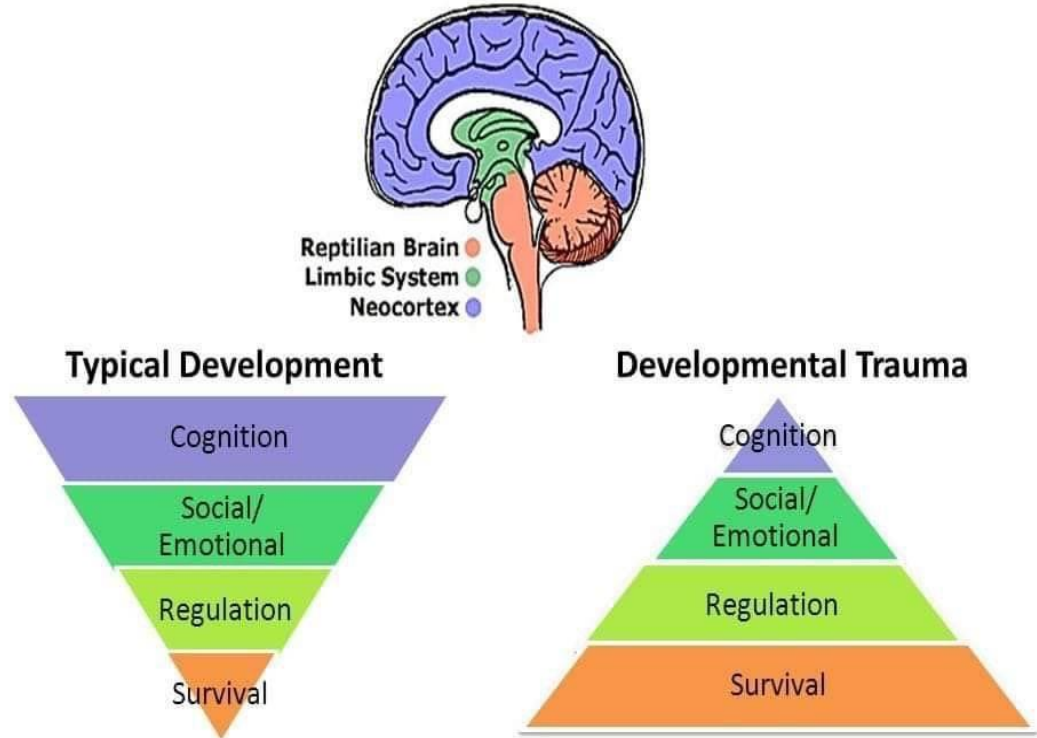 Reptilian Brain
Limbic System
Neocortex
Typical Development
Cognition
Social/
Emotional
Regulation
Survival
Developmental Trauma
Cognition
Social/
Emotional
Regulation
Survival